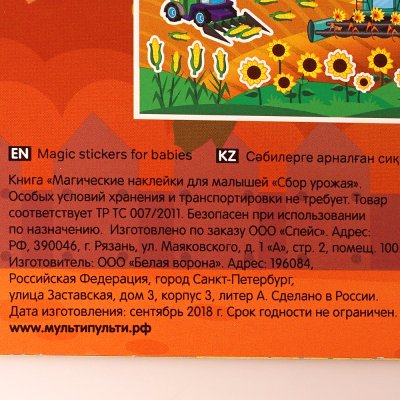 EN Magic stickers for babies KZ Сәбилерге арналған сиқ
Книга «Магические наклейки для малышей «Сбор урожая».
Особых условий хранения и транспортировки не требует. Товар
соответствует ТР ТС 007/2011. Безопасен при использовании
по назначению. Изготовлено по заказу ООО «Спейс». Адрес:
РФ, 390046, г. Рязань, ул. Маяковского, д. 1 «А», стр. 2, помещ. 100
Изготовитель: ООО «Белая ворона». Адрес: 196084,
Российская Федерация, город Санкт-Петербург,
улица Заставская, дом 3, корпус 3, литер А. Сделано в России.
Дата изготовления: сентябрь 2018 г. Срок годности не ограничен.
www.мультипульти.рф